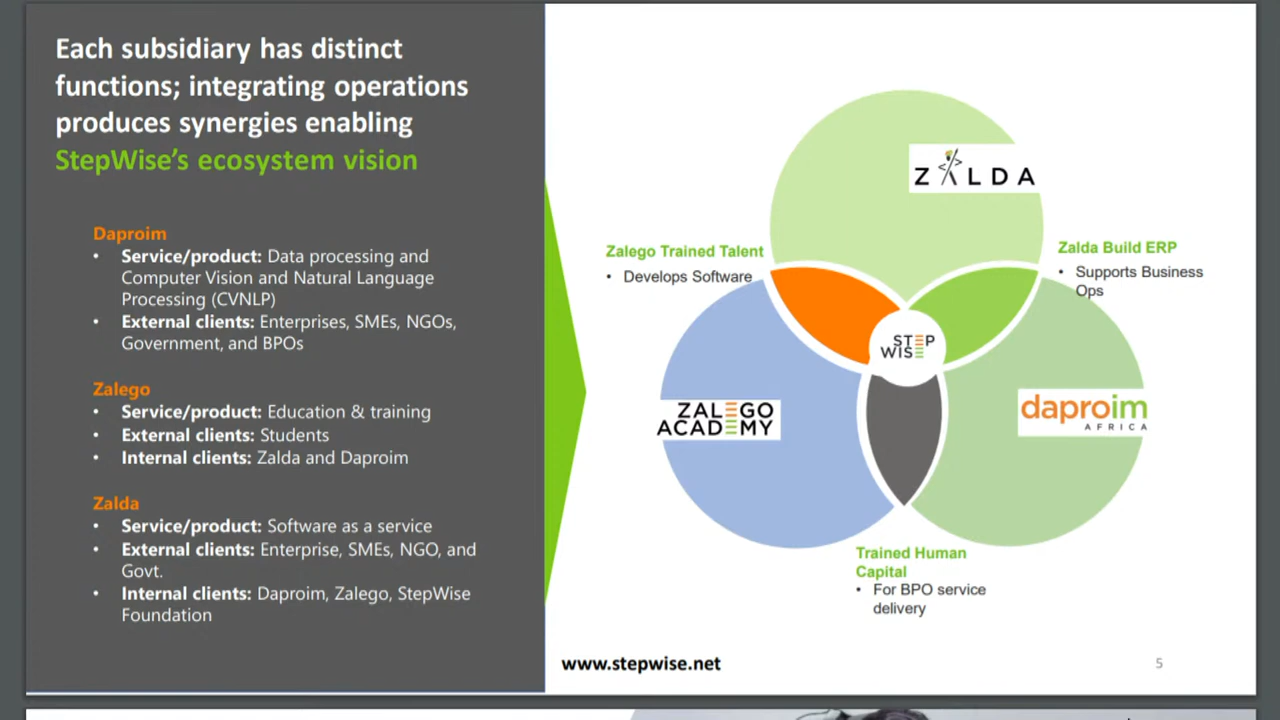 Each subsidiary has distinct
functions; integrating operations
produces synergies enabling
StepWise's ecosystem vision
Daproim
• Service/product: Data processing and
Computer Vision and Natural Language
Processing (CVNLP)
• External clients: Enterprises, SMEs, NGOs,
Government, and BPOs
Zalego
• Service/product: Education & training
• External clients: Students
• Internal clients: Zalda and Daproim
Zalda
• Service/product: Software as a service
• External clients: Enterprise, SMEs, NGO, and
Govt.
• Internal clients: Daproim, Zalego, StepWise
Foundation
ZALDA
Zalego Trained Talent
• Develops Software
Zalda Build ERP
• Supports Business
Ops
STEP
WISE
ZALEGO
ACADEMY
daproim
AFRICA
Trained Human
Capital
• For BPO service
delivery
www.stepwise.net
5